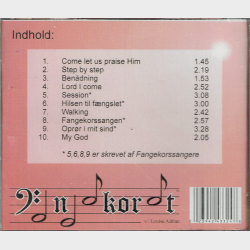 Indhold:
1. Come let us praise Him 1.45
2. Step by step 2.19
3. Benådning 1.53
4. Lord I come 2.52
5. Session* 3.08
6. Hilsen til fængslet* 3.00
7. Walking 2.42
8. Fangekorssangen* 2.57
9. Oprør i mit sind* 3.28
10. My God 2.05
* 5,6,8,9 er skrevet af Fangekorssangere
nd kor t